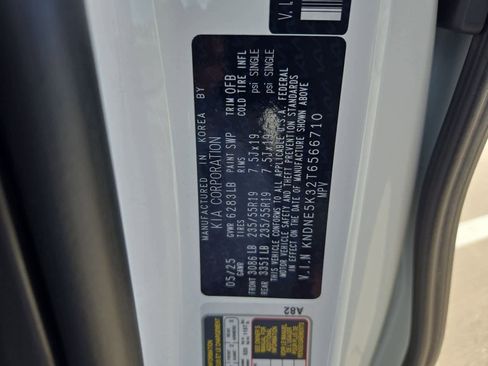 MANUFACTURED IN KOREA BY
KIA CORPORATION
05/25 GVWR 6283LB PAINT SWP TRIM OFB
GAWR TIRES RIMS COLD TIRE INFL
FRONT 3086LB 235/55R19 7.5Jx19 psi SINGLE
REAR 3351LB 235/55R19 7.5Jx19 psi SINGLE
THIS VEHICLE CONFORMS TO ALL APPLICABLE U.S.A. FEDERAL
MOTOR VEHICLE SAFETY AND THEFT PREVENTION STANDARDS
IN EFFECT ON THE DATE OF MANUFACTURE SHOWN ABOVE
V.I.N KNDNE5K32T6566710
MPV
A82
V.